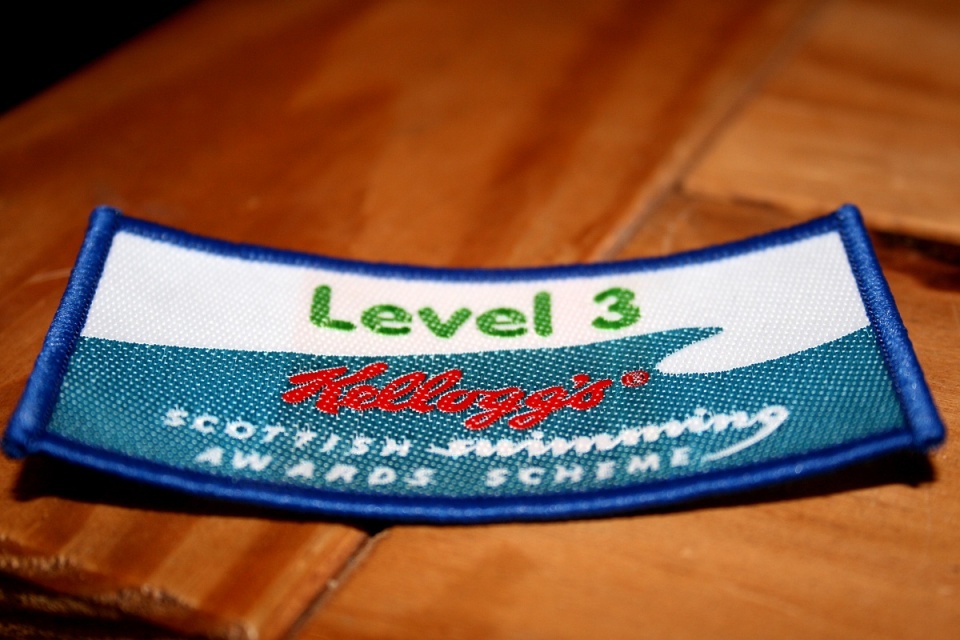 Level 3
Kellogg's®
SCOTTISH swimming
AWARDS SCHEME